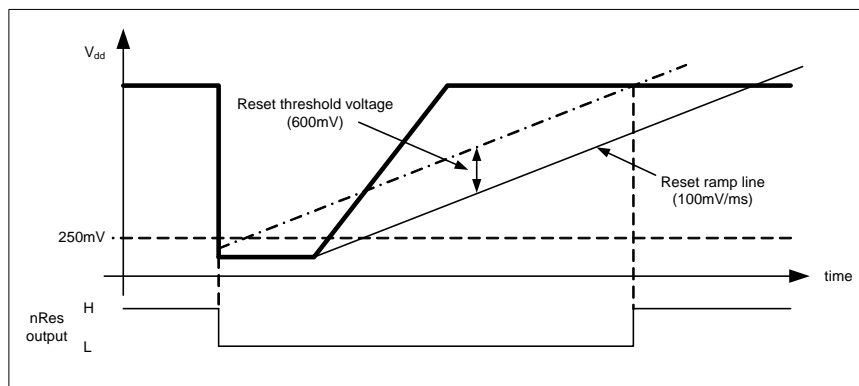 Vdd
Reset threshold voltage
(600mV)
Reset ramp line
(100mV/ms)
250mV
time
H
nRes
output
L